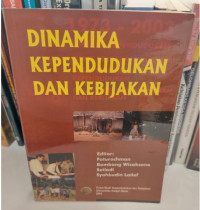 DINAMIKA
KEPENDUDUKAN
DAN KEBIJAKAN
Editor:
Faturochman
Bambang Wicaksono
Setiadi
Syahbudin Latief